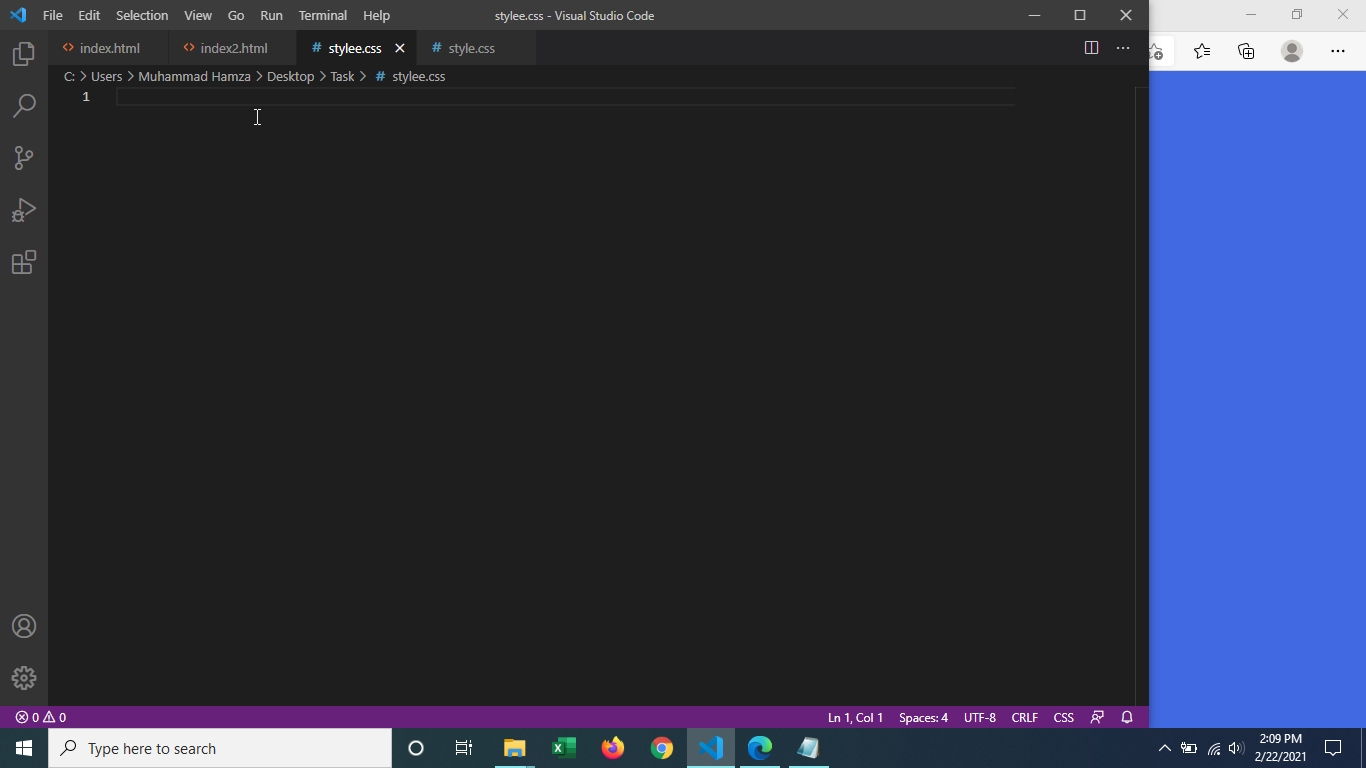 File Edit Selection View Go Run Terminal Help stylee.css - Visual Studio Code
index.html index2.html # stylee.css # style.css
C: > Users > Muhammad Hamza > Desktop > Task > # stylee.css
1
0 0 Ln 1, Col 1 Spaces: 4 UTF-8 CRLF CSS
Type here to search
2:09 PM
2/22/2021